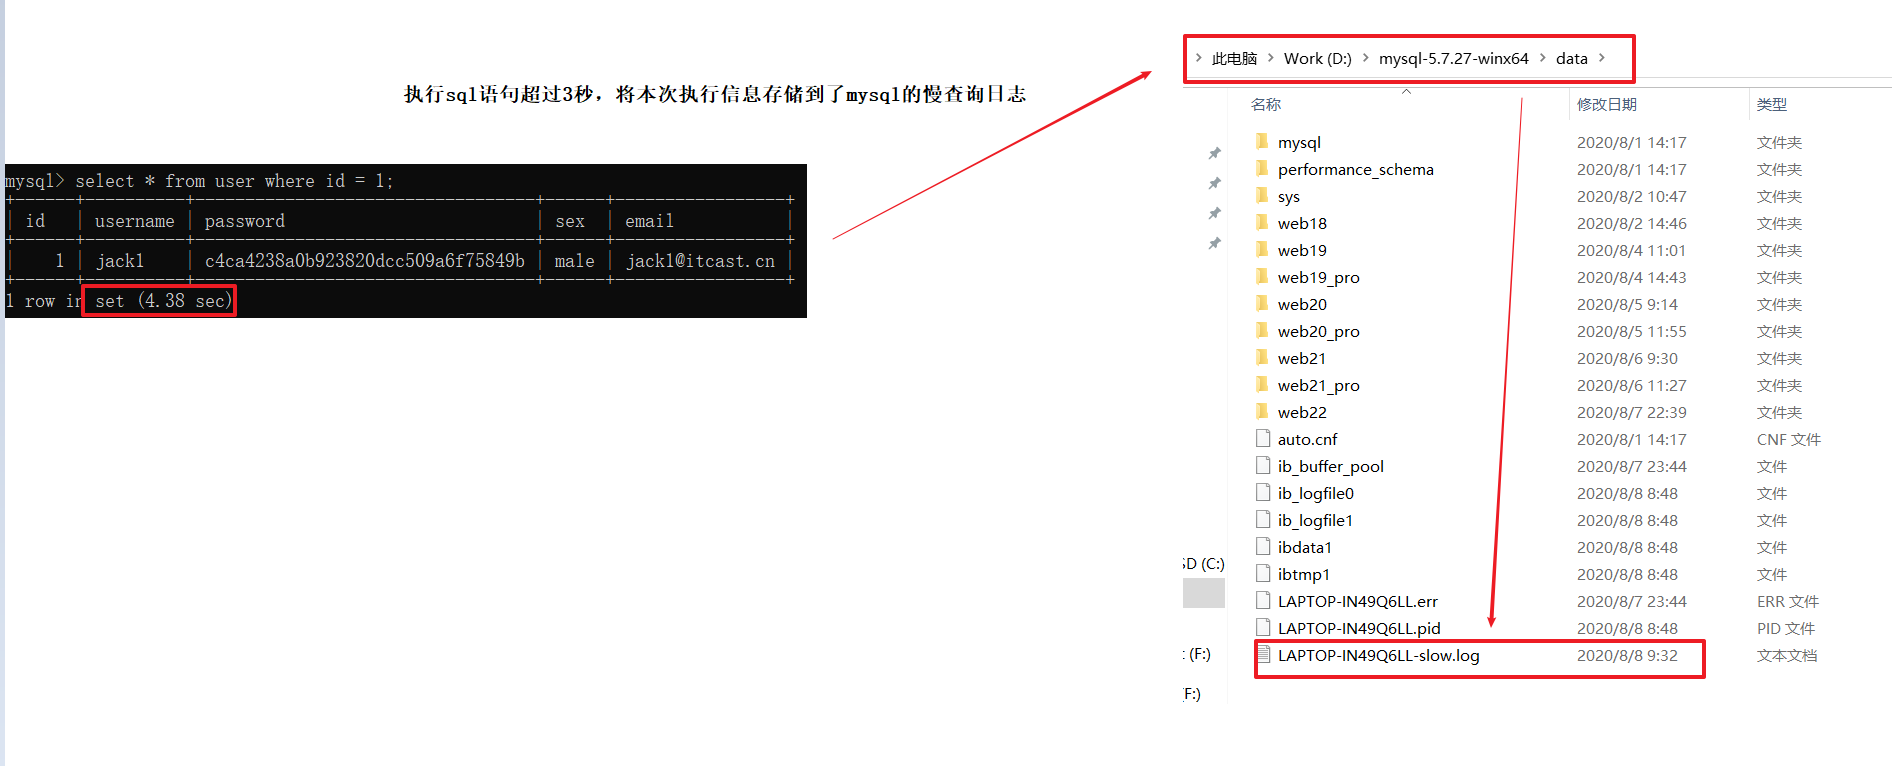 执行sql语句超过3秒，将本次执行信息存储到了mysql的慢查询日志
mysql> select * from user where id = 1;
| id | username | password | sex | email |
| 1 | jack1 | c4ca4238a0b923820dcc509a6f75849b | male | jack1@itcast.cn |
1 row in set (4.38 sec)
> 此电脑 > Work (D:) > mysql-5.7.27-winx64 > data >
名称 修改日期 类型
mysql 2020/8/1 14:17 文件夹
performance_schema 2020/8/1 14:17 文件夹
sys 2020/8/2 10:47 文件夹
web18 2020/8/2 14:46 文件夹
web19 2020/8/4 11:01 文件夹
web19_pro 2020/8/4 14:43 文件夹
web20 2020/8/5 9:14 文件夹
web20_pro 2020/8/5 11:55 文件夹
web21 2020/8/6 9:30 文件夹
web21_pro 2020/8/6 11:27 文件夹
web22 2020/8/7 22:39 文件夹
auto.cnf 2020/8/1 14:17 CNF 文件
ib_buffer_pool 2020/8/7 23:44 文件
ib_logfile0 2020/8/8 8:48 文件
ib_logfile1 2020/8/8 8:48 文件
ibdata1 2020/8/8 8:48 文件
SD (C:)
ibtmp1 2020/8/8 8:48 文件
LAPTOP-IN49Q6LL.err 2020/8/7 23:44 ERR 文件
LAPTOP-IN49Q6LL.pid 2020/8/8 8:48 PID 文件
t (F:)
LAPTOP-IN49Q6LL-slow.log 2020/8/8 9:32 文本文档
(F:)